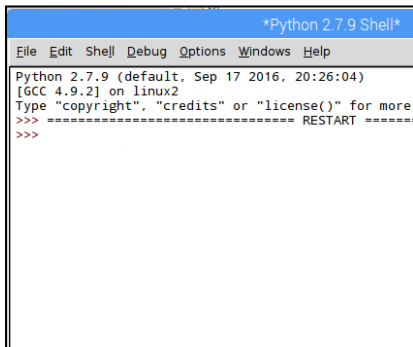 *Python 2.7.9 Shell*
File Edit Shell Debug Options Windows Help
Python 2.7.9 (default, Sep 17 2016, 20:26:04)
[GCC 4.9.2] on linux2
Type "copyright", "credits" or "license()" for more
>>> ================================ RESTART ======
>>>